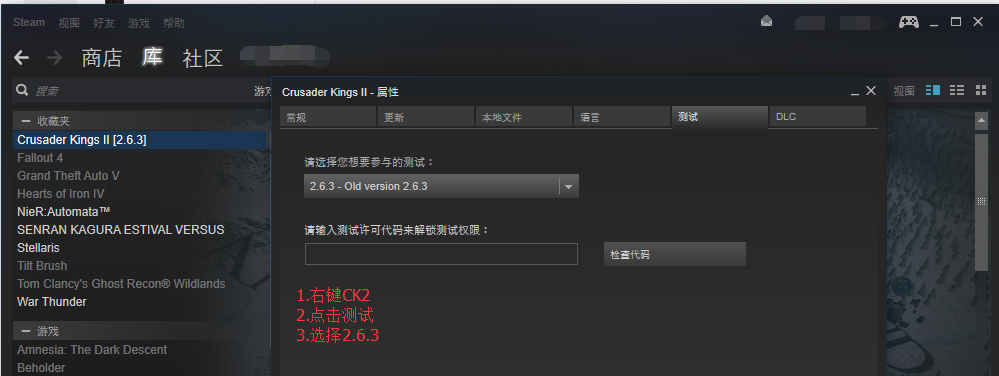 Steam 视图 好友 游戏 帮助
商店 库 社区
搜索 游戏 视图
Crusader Kings II - 属性
常规 更新 本地文件 语言 测试 DLC
收藏夹
Crusader Kings II [2.6.3]
Fallout 4
Grand Theft Auto V
Hearts of Iron IV
NieR:Automata™
SENRAN KAGURA ESTIVAL VERSUS
Stellaris
Tilt Brush
Tom Clancy's Ghost Recon® Wildlands
War Thunder
游戏
Amnesia: The Dark Descent
Beholder
请选择您想要参与的测试：
2.6.3 - Old version 2.6.3
请输入测试许可代码来解锁测试权限：
检查代码
1.右键CK2
2.点击测试
3.选择2.6.3